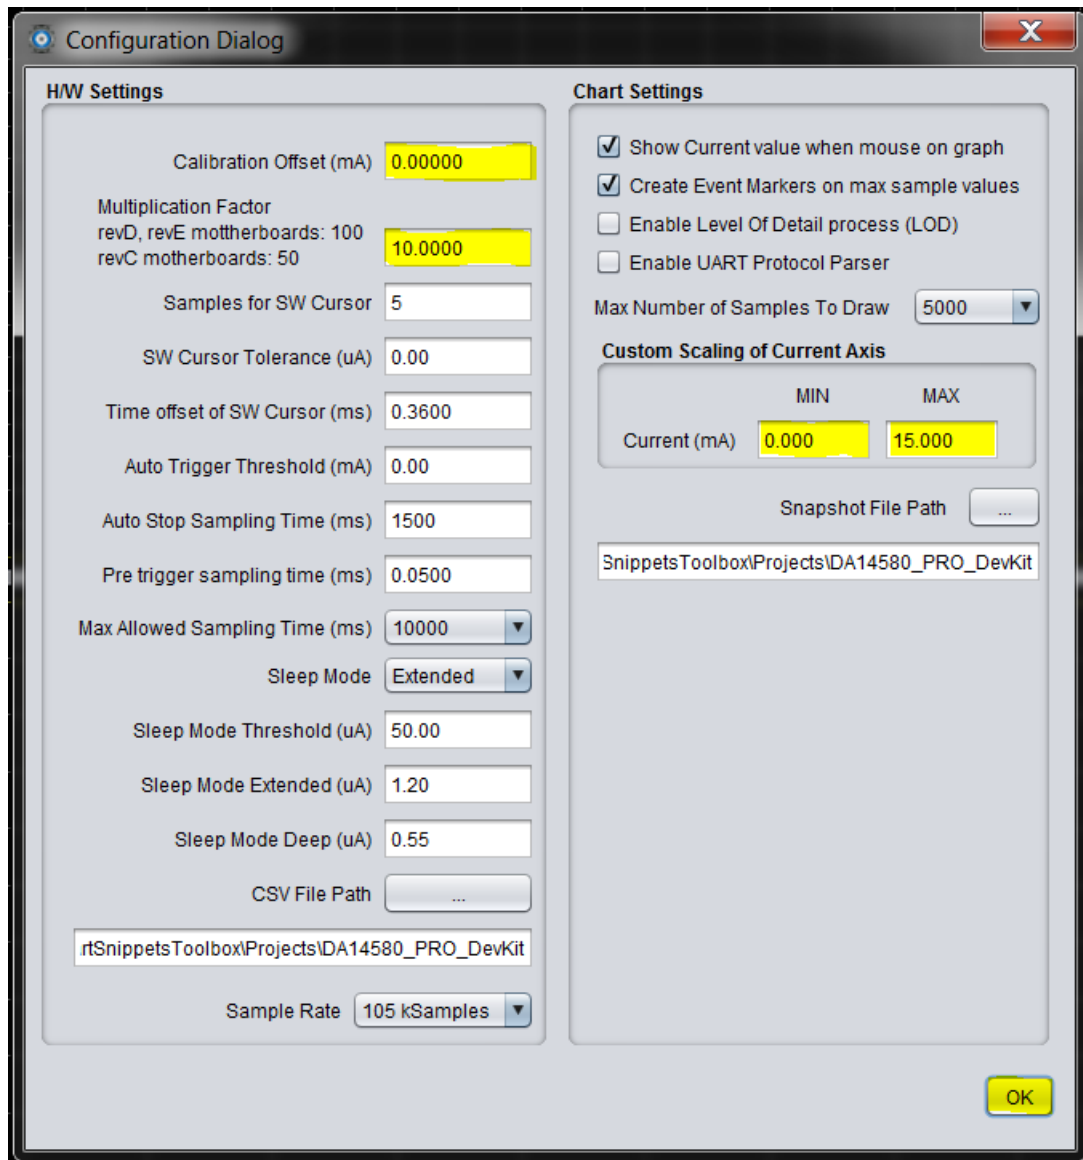 Configuration Dialog
X
H/W Settings
Calibration Offset (mA) 0.00000
Multiplication Factor
revD, revE mottherboards: 100
revC motherboards: 50
10.0000
Samples for SW Cursor 5
SW Cursor Tolerance (uA) 0.00
Time offset of SW Cursor (ms) 0.3600
Auto Trigger Threshold (mA) 0.00
Auto Stop Sampling Time (ms) 1500
Pre trigger sampling time (ms) 0.0500
Max Allowed Sampling Time (ms) 10000
Sleep Mode Extended
Sleep Mode Threshold (uA) 50.00
Sleep Mode Extended (uA) 1.20
Sleep Mode Deep (uA) 0.55
CSV File Path ...
rtSnippetsToolbox\Projects\DA14580_PRO_DevKit
Sample Rate 105 kSamples
Chart Settings
Show Current value when mouse on graph
Create Event Markers on max sample values
Enable Level Of Detail process (LOD)
Enable UART Protocol Parser
Max Number of Samples To Draw 5000
Custom Scaling of Current Axis
MIN MAX
Current (mA) 0.000 15.000
Snapshot File Path ...
SnippetsToolbox\Projects\DA14580_PRO_DevKit
OK